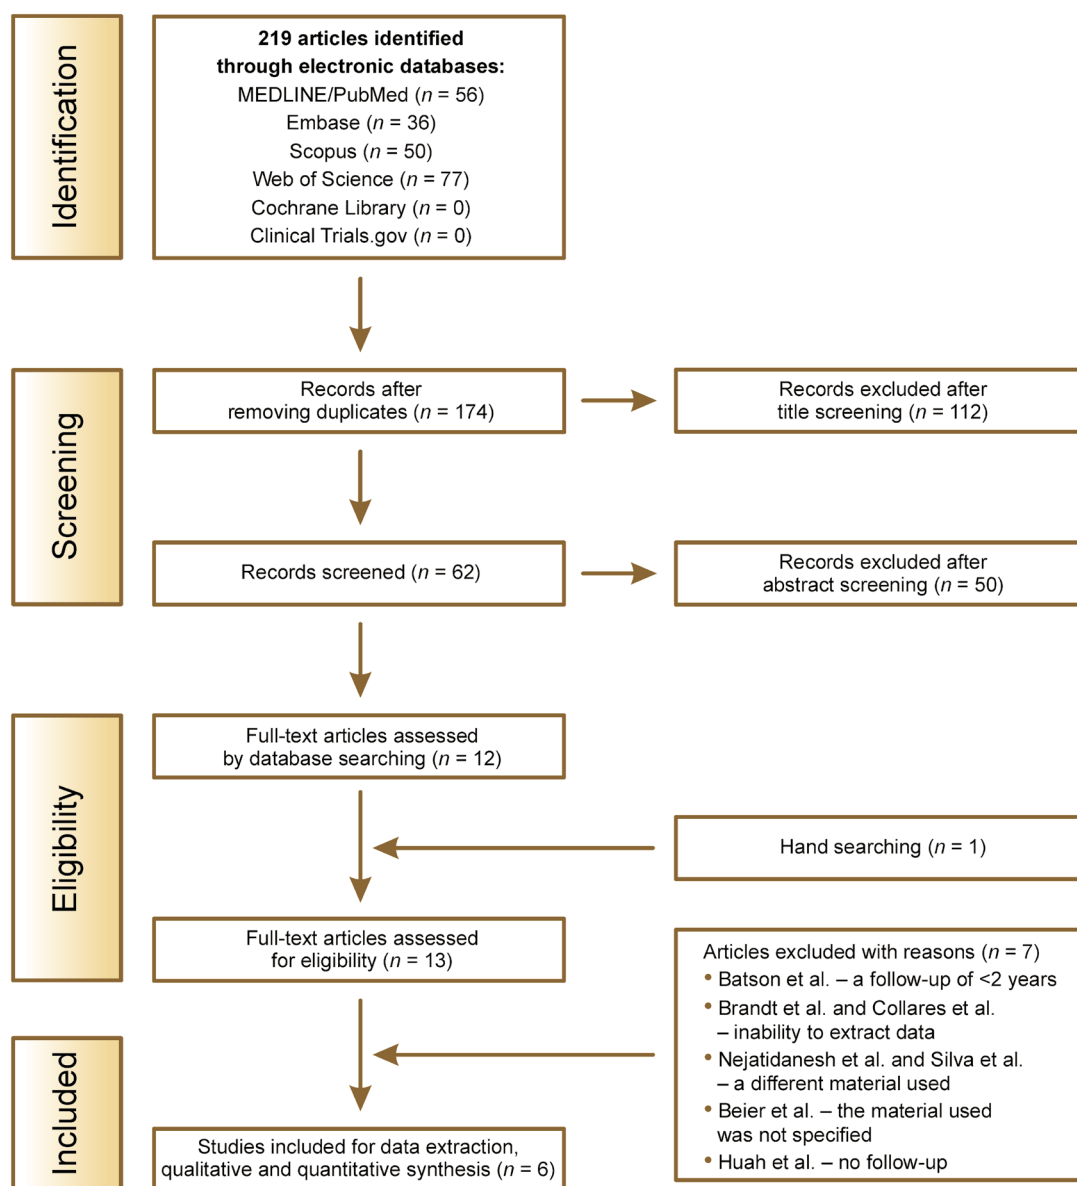 Identification
219 articles identified
through electronic databases:
MEDLINE/PubMed (n = 56)
Embase (n = 36)
Scopus (n = 50)
Web of Science (n = 77)
Cochrane Library (n = 0)
Clinical Trials.gov (n = 0)
Screening
Records after
removing duplicates (n = 174)
Records excluded after
title screening (n = 112)
Records screened (n = 62)
Records excluded after
abstract screening (n = 50)
Eligibility
Full-text articles assessed
by database searching (n = 12)
Hand searching (n = 1)
Full-text articles assessed
for eligibility (n = 13)
Articles excluded with reasons (n = 7)
• Batson et al. – a follow-up of <2 years
• Brandt et al. and Collares et al.
– inability to extract data
• Nejatidanesh et al. and Silva et al.
– a different material used
• Beier et al. – the material used
was not specified
• Huah et al. – no follow-up
Included
Studies included for data extraction,
qualitative and quantitative synthesis (n = 6)